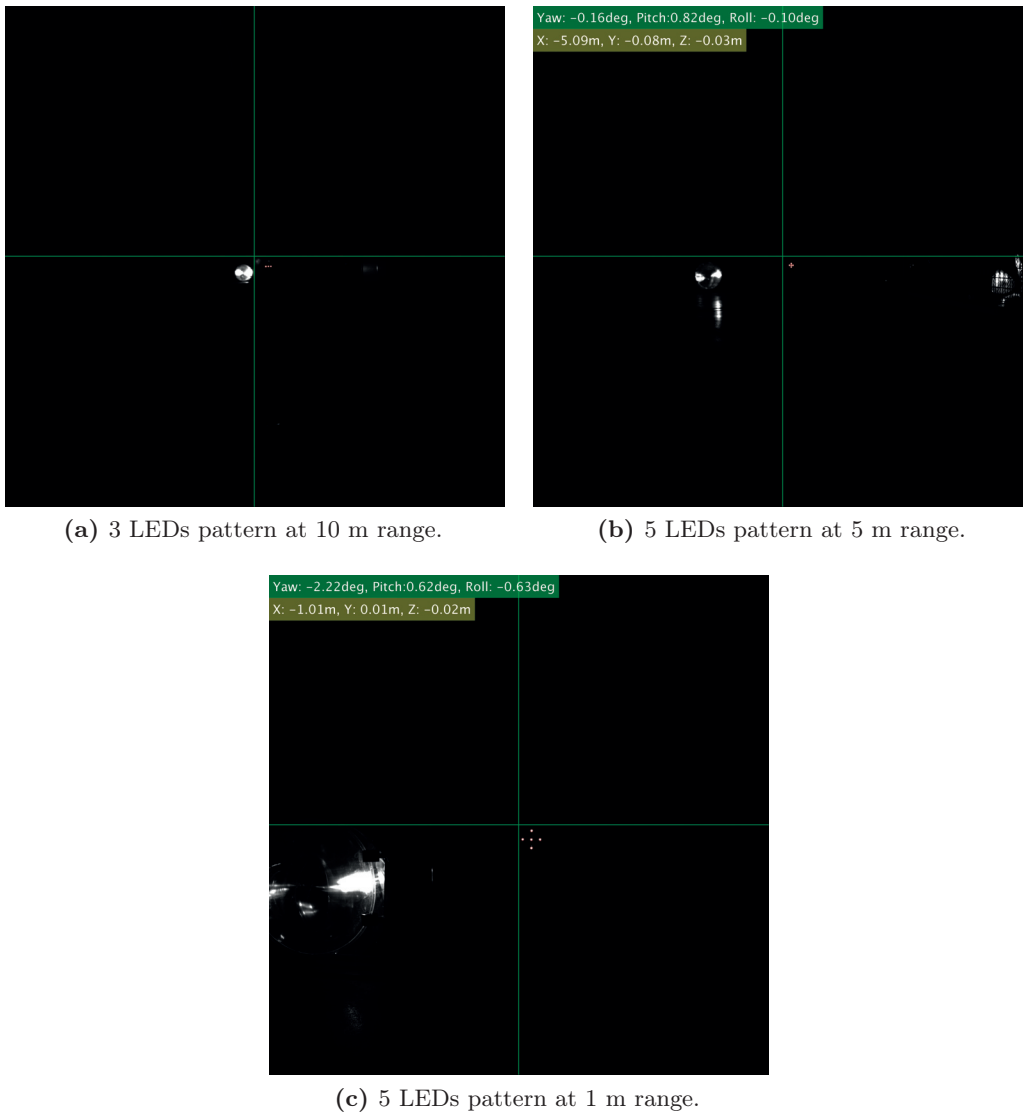 Yaw: −0.16deg, Pitch:0.82deg, Roll: −0.10deg
X: −5.09m, Y: −0.08m, Z: −0.03m
(a) 3 LEDs pattern at 10 m range.
(b) 5 LEDs pattern at 5 m range.
Yaw: −2.22deg, Pitch:0.62deg, Roll: −0.63deg
X: −1.01m, Y: 0.01m, Z: −0.02m
(c) 5 LEDs pattern at 1 m range.